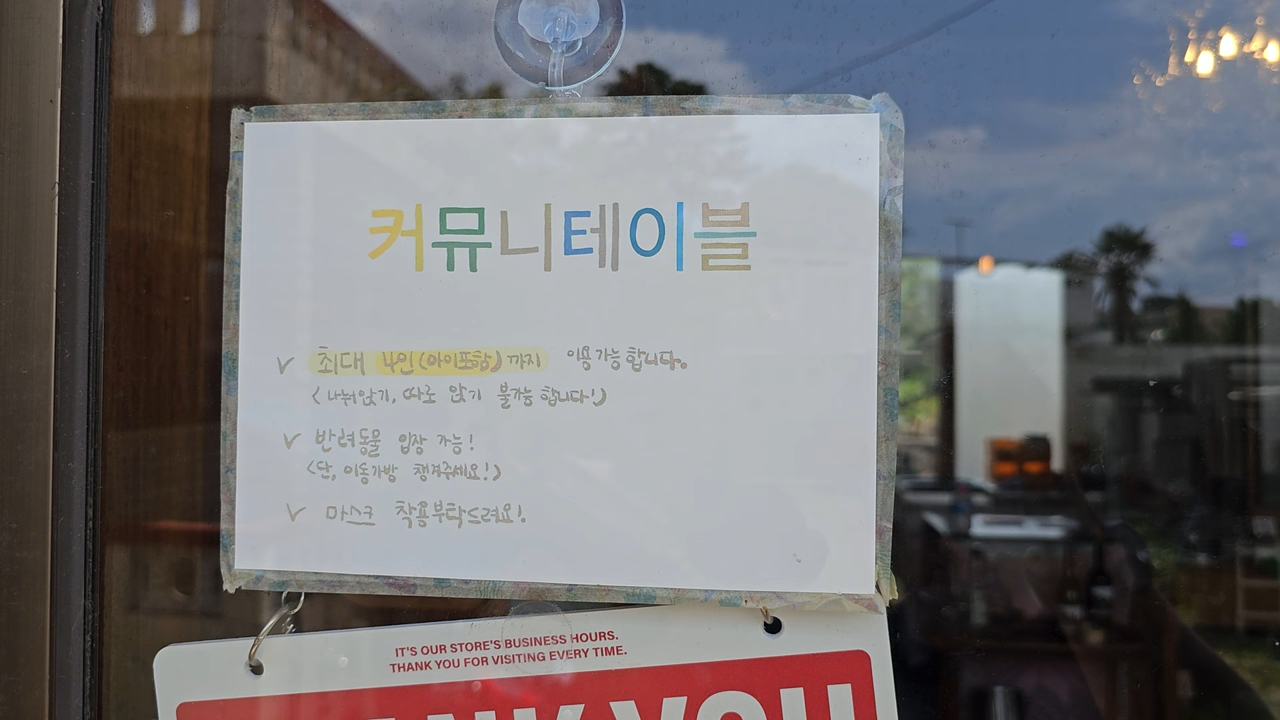 커뮤니티테이블
✓ 최대 4인(아이포함)까지 이용 가능합니다.
(나눠앉기, 따로 앉기 불가능합니다!)
✓ 반려동물 입장 가능!
(단, 이동가방 챙겨주세요!)
✓ 마스크 착용부탁드려요!
IT'S OUR STORE'S BUSINESS HOURS.
THANK YOU FOR VISITING EVERY TIME.
THANK YOU